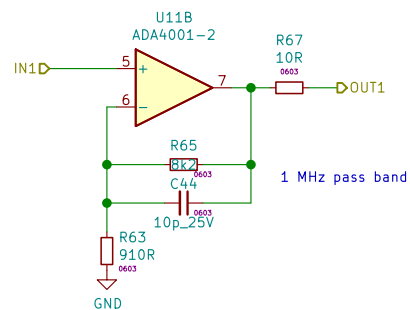 U11B
ADA4001-2
IN1
5
+
6
-
7
R67
10R
0603
OUT1
R65
8k2
0603
C44
0603
10p_25V
1 MHz pass band
R63
910R
0603
GND